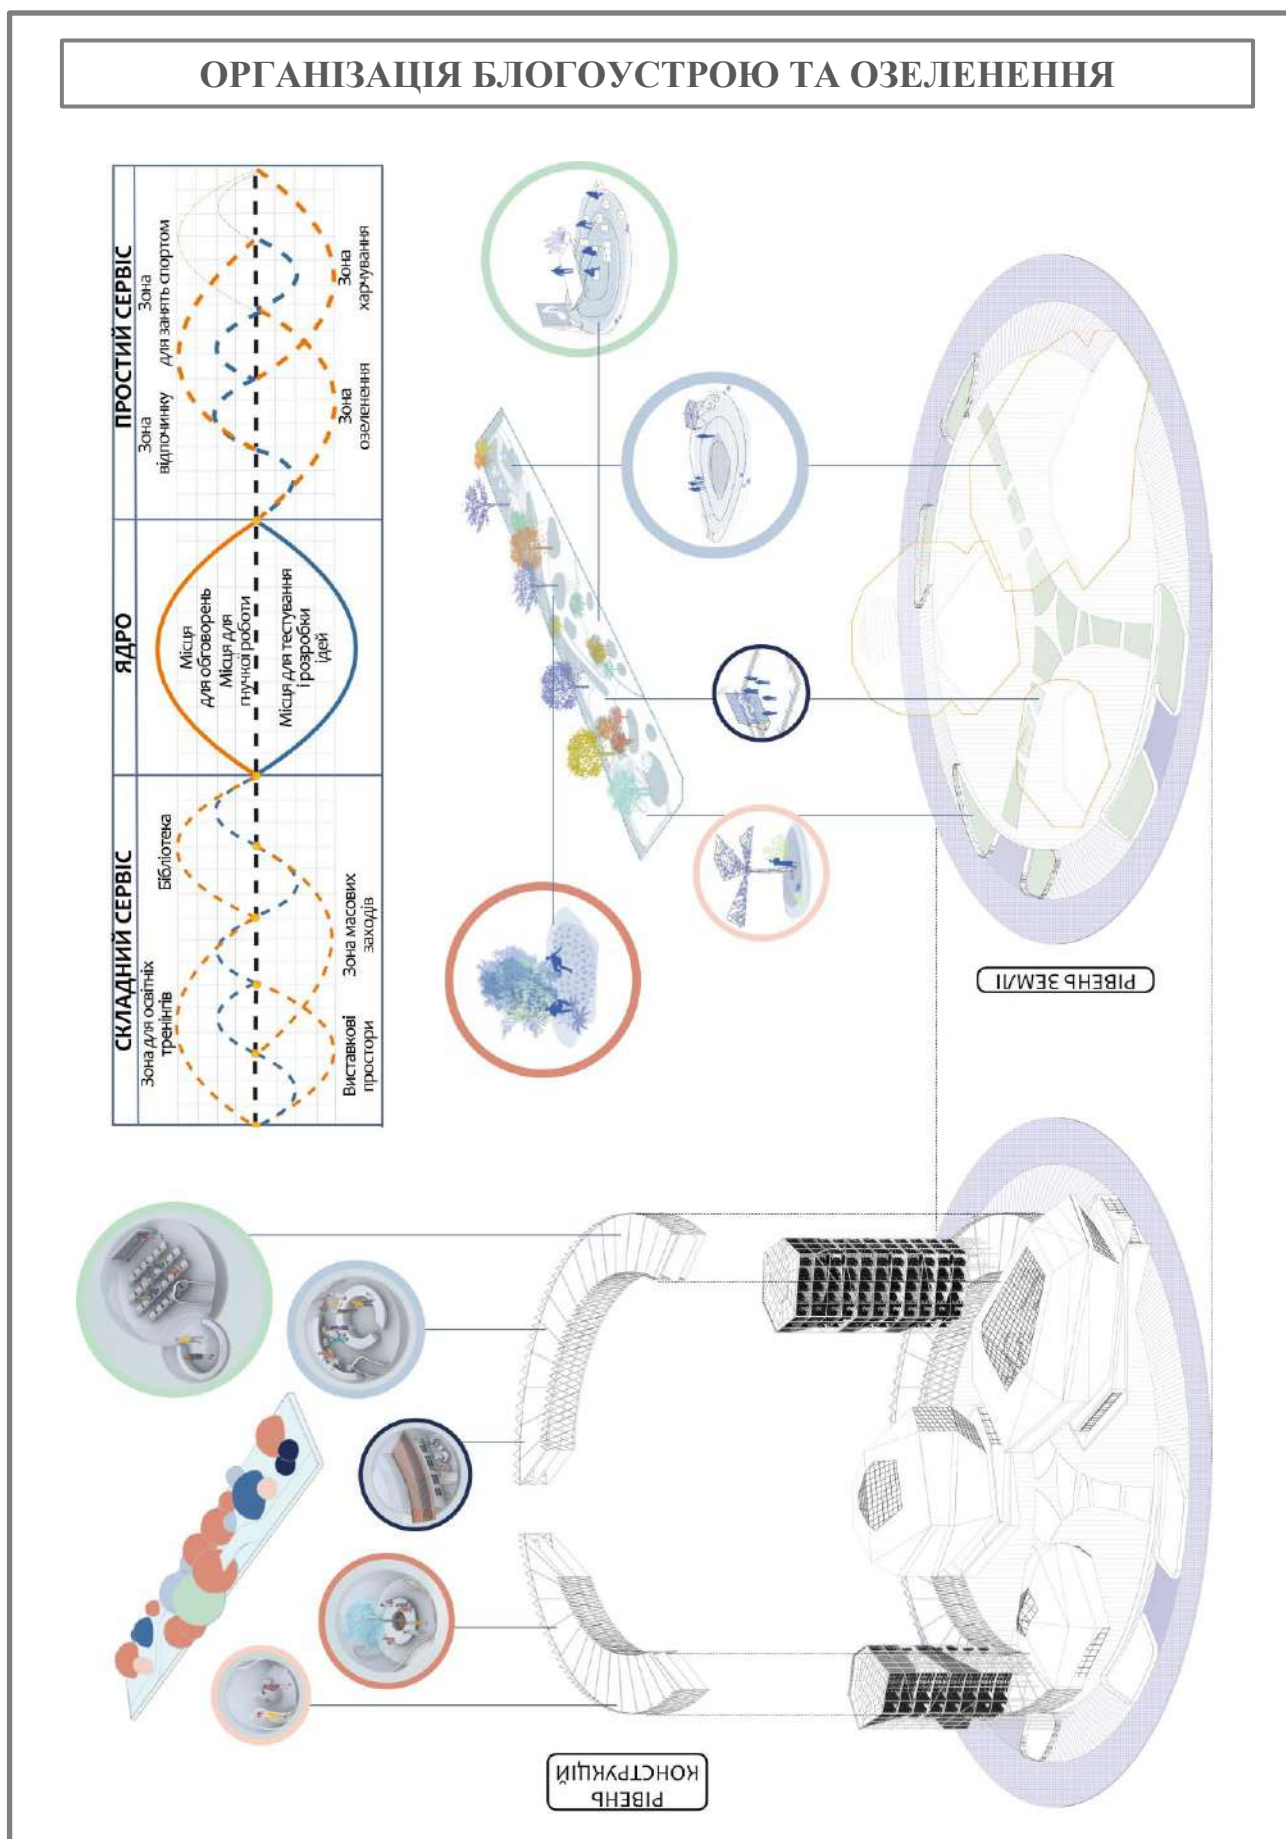 ОРГАНІЗАЦІЯ БЛОГОУСТРОЮ ТА ОЗЕЛЕНЕННЯ
СКЛАДНИЙ СЕРВІС
Зона для освітніх
тренінгів
Бібліотека
Виставкові
простори
Зона масових
заходів
ЯДРО
Місця
для обговорень
Місця для
гнучкої роботи
Місця для тестування
і розробки
ідей
ПРОСТИЙ СЕРВІС
Зона
відпочинку
Зона
для занять спортом
Зона
озеленення
Зона
харчування
РІВЕНЬ ЗЕМЛІ
РІВЕНЬ
КОНСТРУКЦІЙ